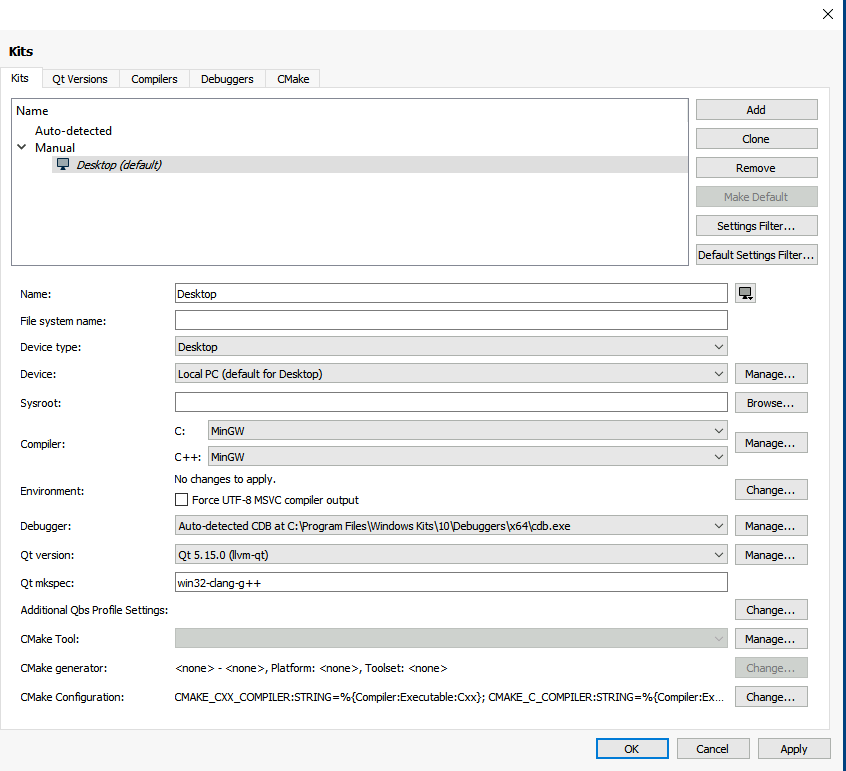 Kits
Kits Qt Versions Compilers Debuggers CMake
Name
Auto-detected
Manual
Desktop (default)
Add
Clone
Remove
Make Default
Settings Filter...
Default Settings Filter...
Name: Desktop
File system name:
Device type: Desktop
Device: Local PC (default for Desktop) Manage...
Sysroot: Browse...
Compiler: C: MinGW
C++: MinGW Manage...
Environment: No changes to apply. Change...
Force UTF-8 MSVC compiler output
Debugger: Auto-detected CDB at C:\Program Files\Windows Kits\10\Debuggers\x64\cdb.exe Manage...
Qt version: Qt 5.15.0 (llvm-qt) Manage...
Qt mkspec: win32-clang-g++
Additional Qbs Profile Settings: Change...
CMake Tool: Manage...
CMake generator: <none> - <none>, Platform: <none>, Toolset: <none> Change...
CMake Configuration: CMAKE_CXX_COMPILER:STRING=%{Compiler:Executable:Cxx}; CMAKE_C_COMPILER:STRING=%{Compiler:Ex... Change...
OK Cancel Apply